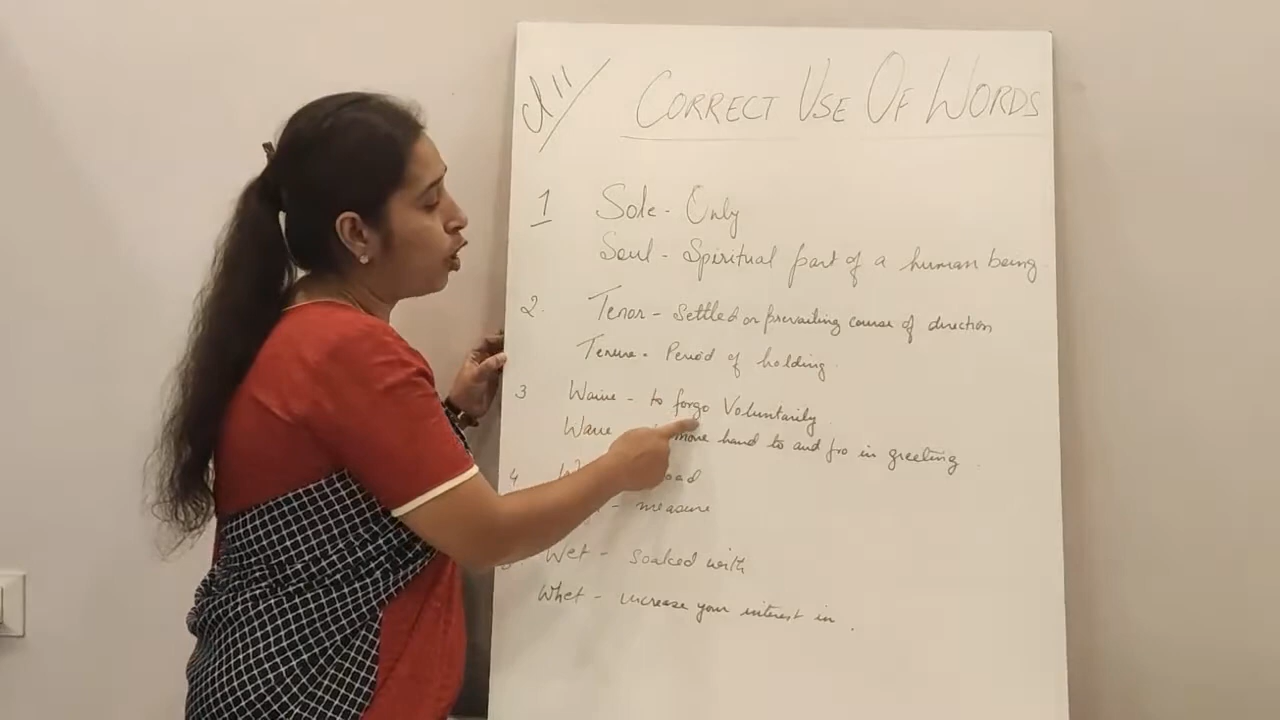 Cl 11
CORRECT USE OF WORDS
1 Sole - Only
Soul - Spiritual part of a human being
2. Tenor - Settled or prevailing course of direction
Tenure - Period of holding.
3 Waive - to forgo Voluntarily
Wave move hand to and fro in greeting
4
- measure
Wet - soaked with
Whet - increase your interest in.